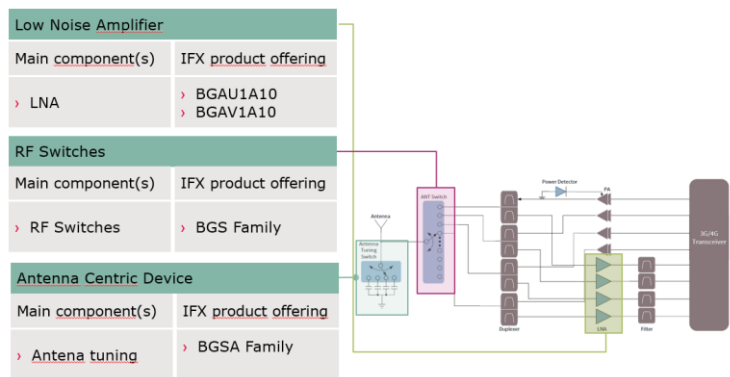 Low Noise Amplifier
Main component(s) IFX product offering
› LNA
› BGAU1A10
› BGAV1A10
RF Switches
Main component(s) IFX product offering
› RF Switches
› BGS Family
Antenna Centric Device
Main component(s) IFX product offering
› Antena tuning
› BGSA Family
Antenna
Antenna
Tuning
Switch
ANT Switch
Power Detector
PA
Duplexer
LNA
Filter
3G/4G
Transceiver